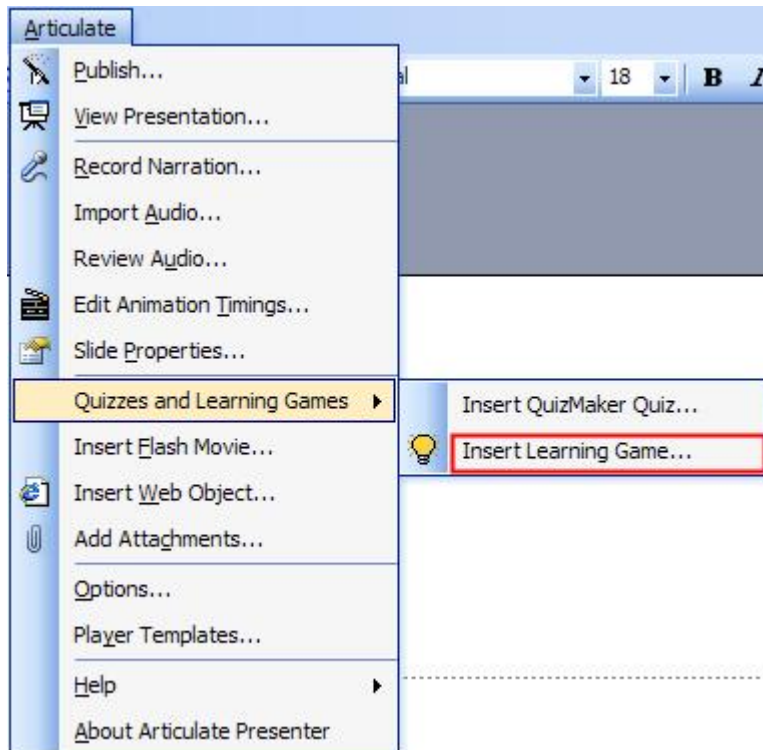 Articulate
Publish...
al 18 B I
View Presentation...
Record Narration...
Import Audio...
Review Audio...
Edit Animation Timings...
Slide Properties...
Quizzes and Learning Games
Insert QuizMaker Quiz...
Insert Flash Movie...
Insert Learning Game...
Insert Web Object...
Add Attachments...
Options...
Player Templates...
Help
About Articulate Presenter